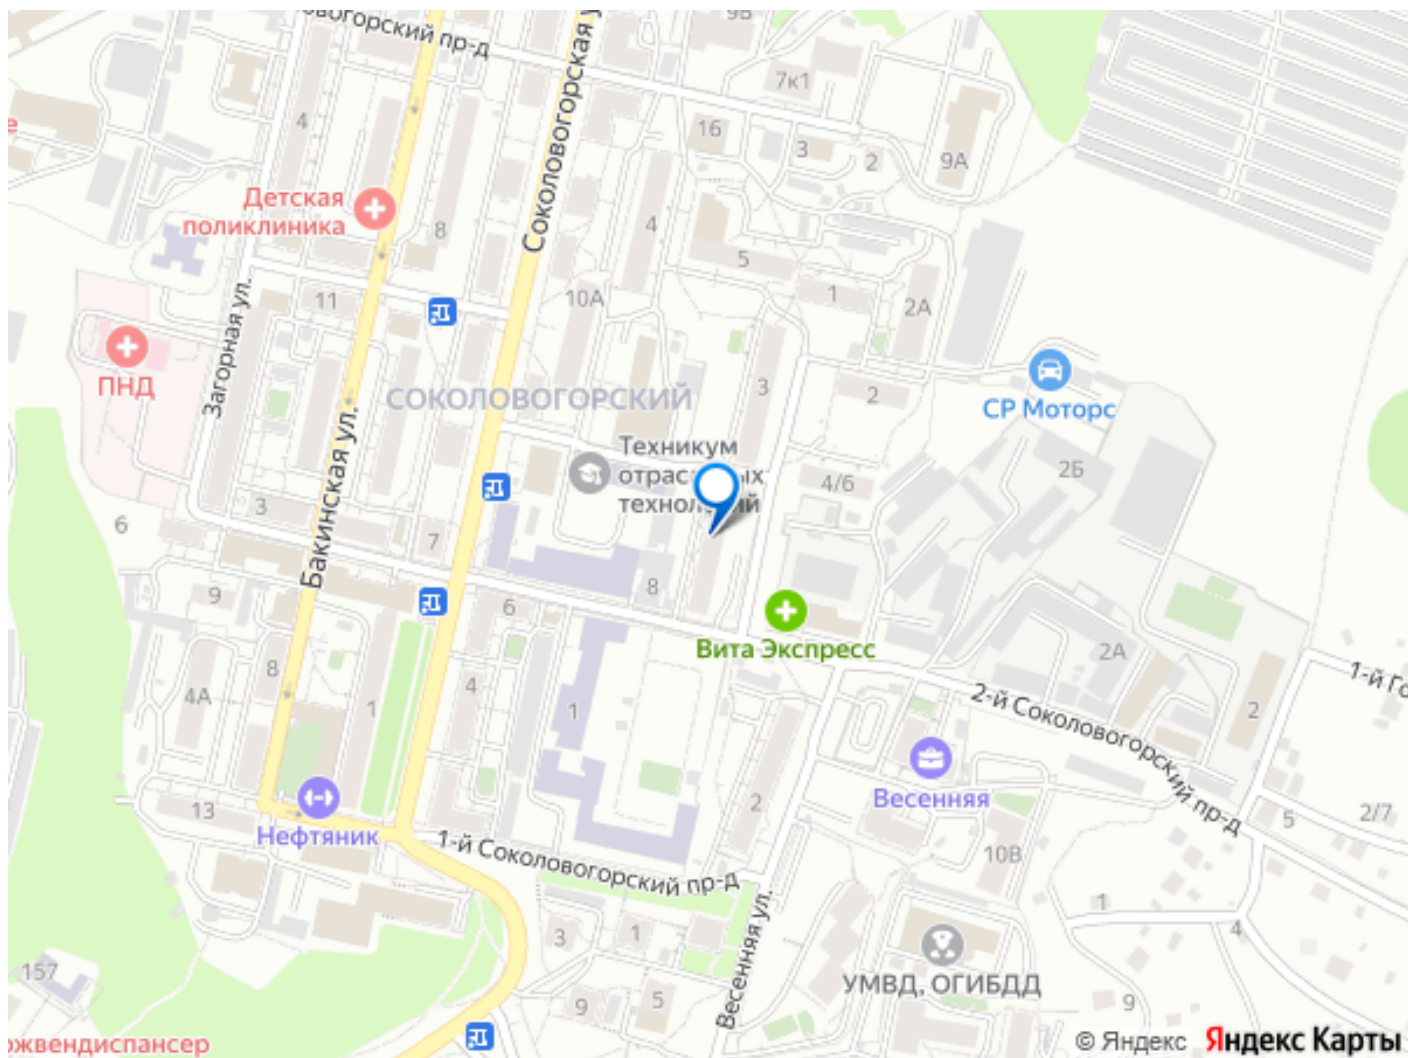 9В
вогорский пр-д
Соколовогорская у
7к1
4
16
3
2
9А
Детская
поликлиника
8
4
5
11
10А
1
2А
Загорная ул.
ПНД
СОКОЛОВОГОРСКИЙ
3
2
СР Моторс
Бакинская ул.
Техникум
2Б
4/6
6
3
7
9
8
6
Вита Экспресс
2А
1-й Го
8
4А
4
1
1
2
2-й Соколовогорский пр-д
Весенняя
13
2
5
2/7
Нефтяник
1-й Соколовогорский пр-д
10В
1
4
3
1
Весенняя ул.
157
УМВД, ОГИБДД
9
5
9
ожвендиспансер
© Яндекс Яндекс Карты